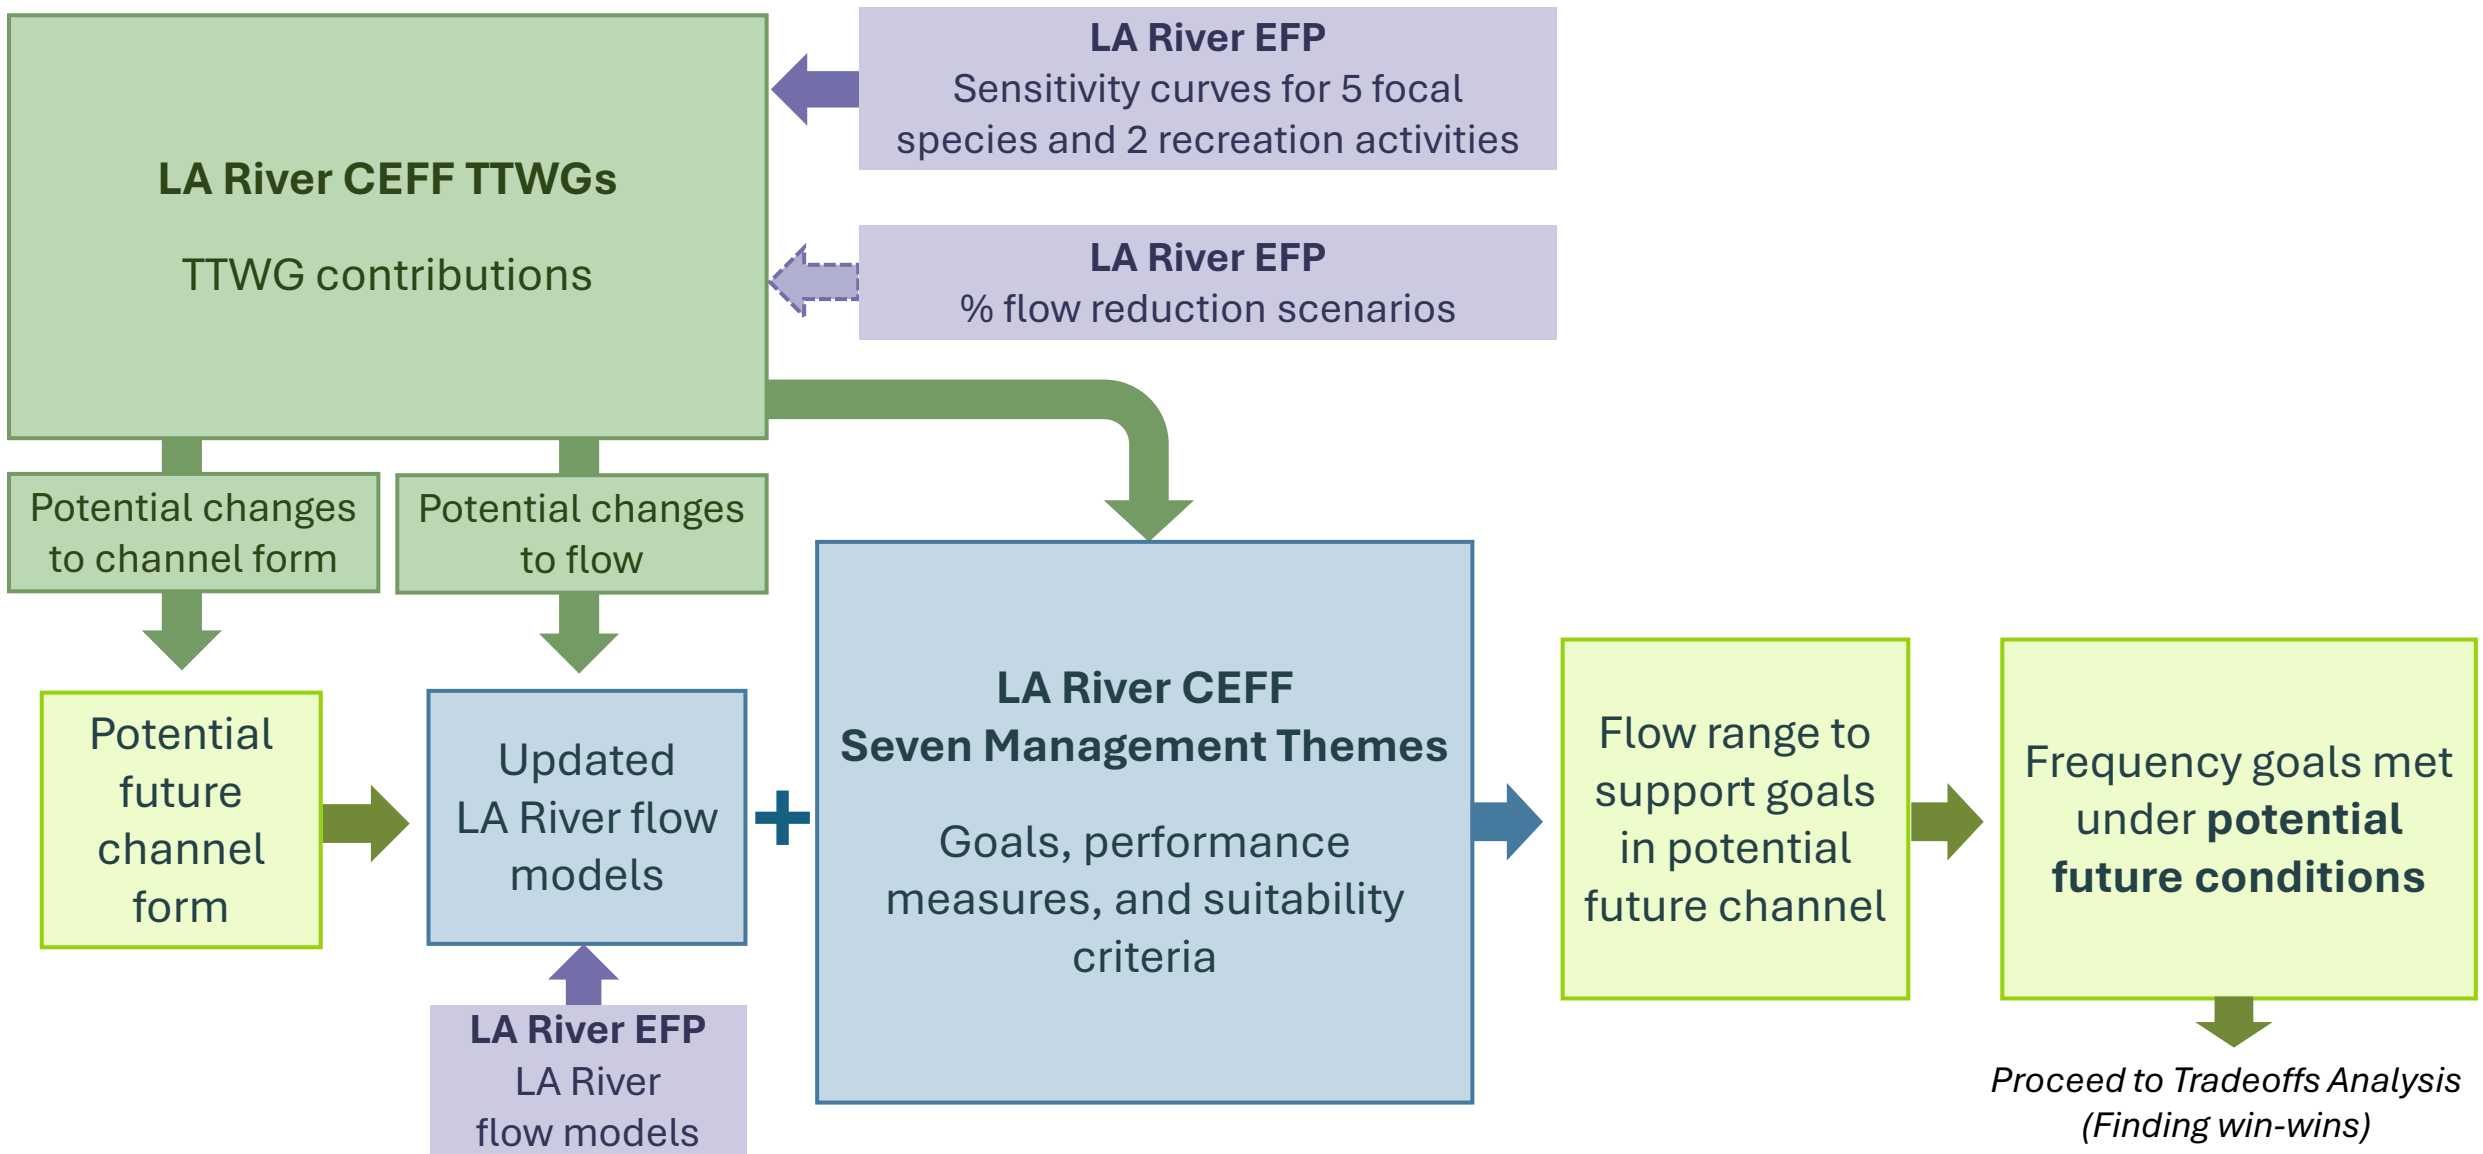 LA River EFP
Sensitivity curves for 5 focal
species and 2 recreation activities
LA River CEFF TTWGs
TTWG contributions
LA River EFP
% flow reduction scenarios
Potential changes
to channel form
Potential changes
to flow
Potential
future
channel
form
Updated
LA River flow
models
+
LA River CEFF
Seven Management Themes
Goals, performance
measures, and suitability
criteria
Flow range to
support goals
in potential
future channel
Frequency goals met
under potential
future conditions
LA River EFP
LA River
flow models
Proceed to Tradeoffs Analysis
(Finding win-wins)